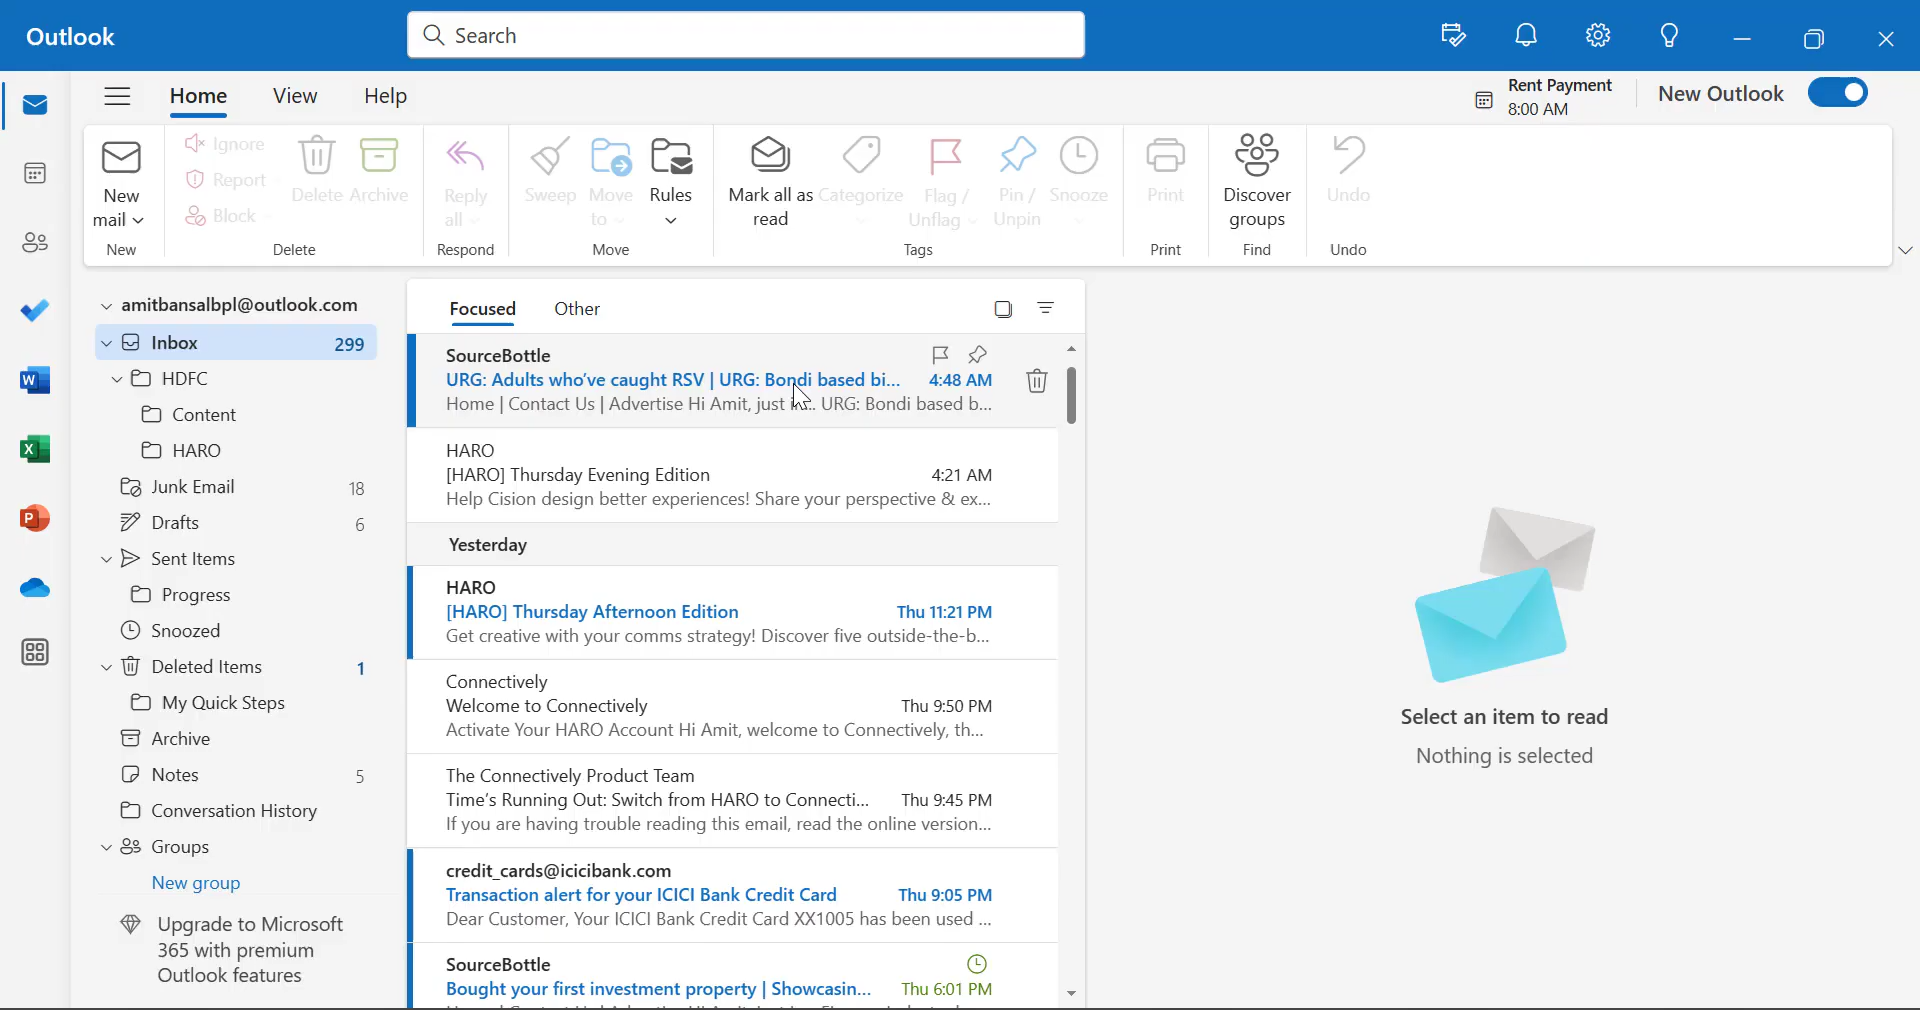 Outlook
Search
Home View Help
Rent Payment
8:00 AM
New Outlook
New
mail
New
Ignore
Report
Block
Delete
Archive
Delete
Reply
all
Respond
Sweep
Move
to
Rules
Move
Mark all as
read
Categorize
Flag /
Unflag
Pin /
Unpin
Snooze
Tags
Print
Print
Discover
groups
Find
Undo
Undo
amitbansalbpl@outlook.com
Inbox 299
HDFC
Content
HARO
Junk Email 18
Drafts 6
Sent Items
Progress
Snoozed
Deleted Items 1
My Quick Steps
Archive
Notes 5
Conversation History
Groups
New group
Upgrade to Microsoft
365 with premium
Outlook features
Focused Other
SourceBottle
URG: Adults who've caught RSV | URG: Bondi based bi... 4:48 AM
Home | Contact Us | Advertise Hi Amit, just ... URG: Bondi based b...
HARO
[HARO] Thursday Evening Edition 4:21 AM
Help Cision design better experiences! Share your perspective & ex...
Yesterday
HARO
[HARO] Thursday Afternoon Edition Thu 11:21 PM
Get creative with your comms strategy! Discover five outside-the-b...
Connectively
Welcome to Connectively Thu 9:50 PM
Activate Your HARO Account Hi Amit, welcome to Connectively, th...
The Connectively Product Team
Time's Running Out: Switch from HARO to Connecti... Thu 9:45 PM
If you are having trouble reading this email, read the online version...
credit_cards@icicibank.com
Transaction alert for your ICICI Bank Credit Card Thu 9:05 PM
Dear Customer, Your ICICI Bank Credit Card XX1005 has been used ...
SourceBottle
Bought your first investment property | Showcasin... Thu 6:01 PM
Select an item to read
Nothing is selected